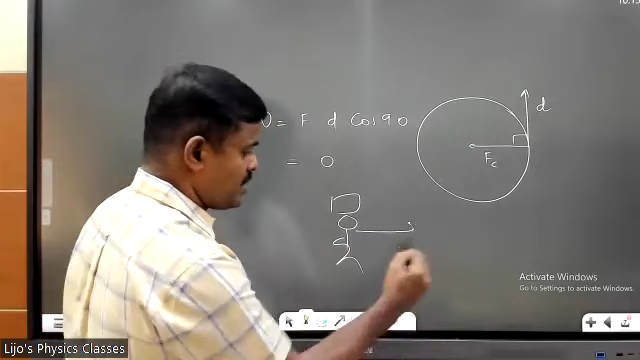 = F d Cos 90
= 0
d
Fc
Activate Windows
Go to Settings to activate Windows.
Lijo's Physics Classes